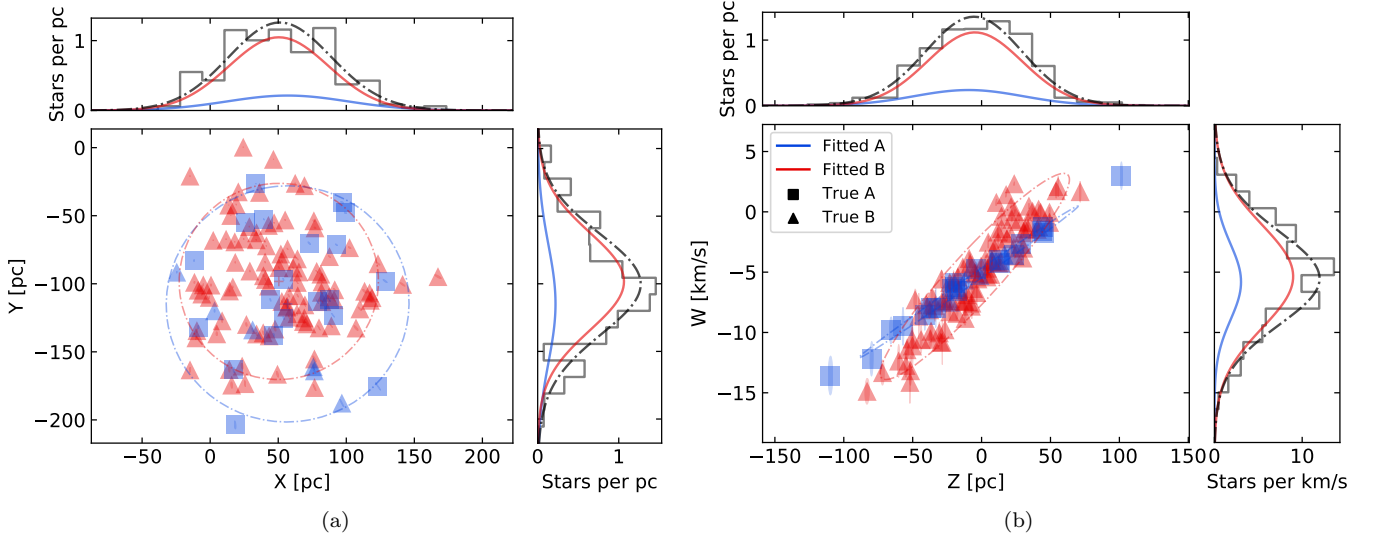 Stars per pc
1
0
Y [pc]
0
−50
−100
−150
−200
−50 0 50 100 150 200
X [pc]
0 1
Stars per pc
(a)
Stars per pc
1
0
W [km/s]
5
0
−5
−10
−15
Fitted A
Fitted B
True A
True B
−150 −100 −50 0 50 100 150
Z [pc]
0 10
Stars per km/s
(b)